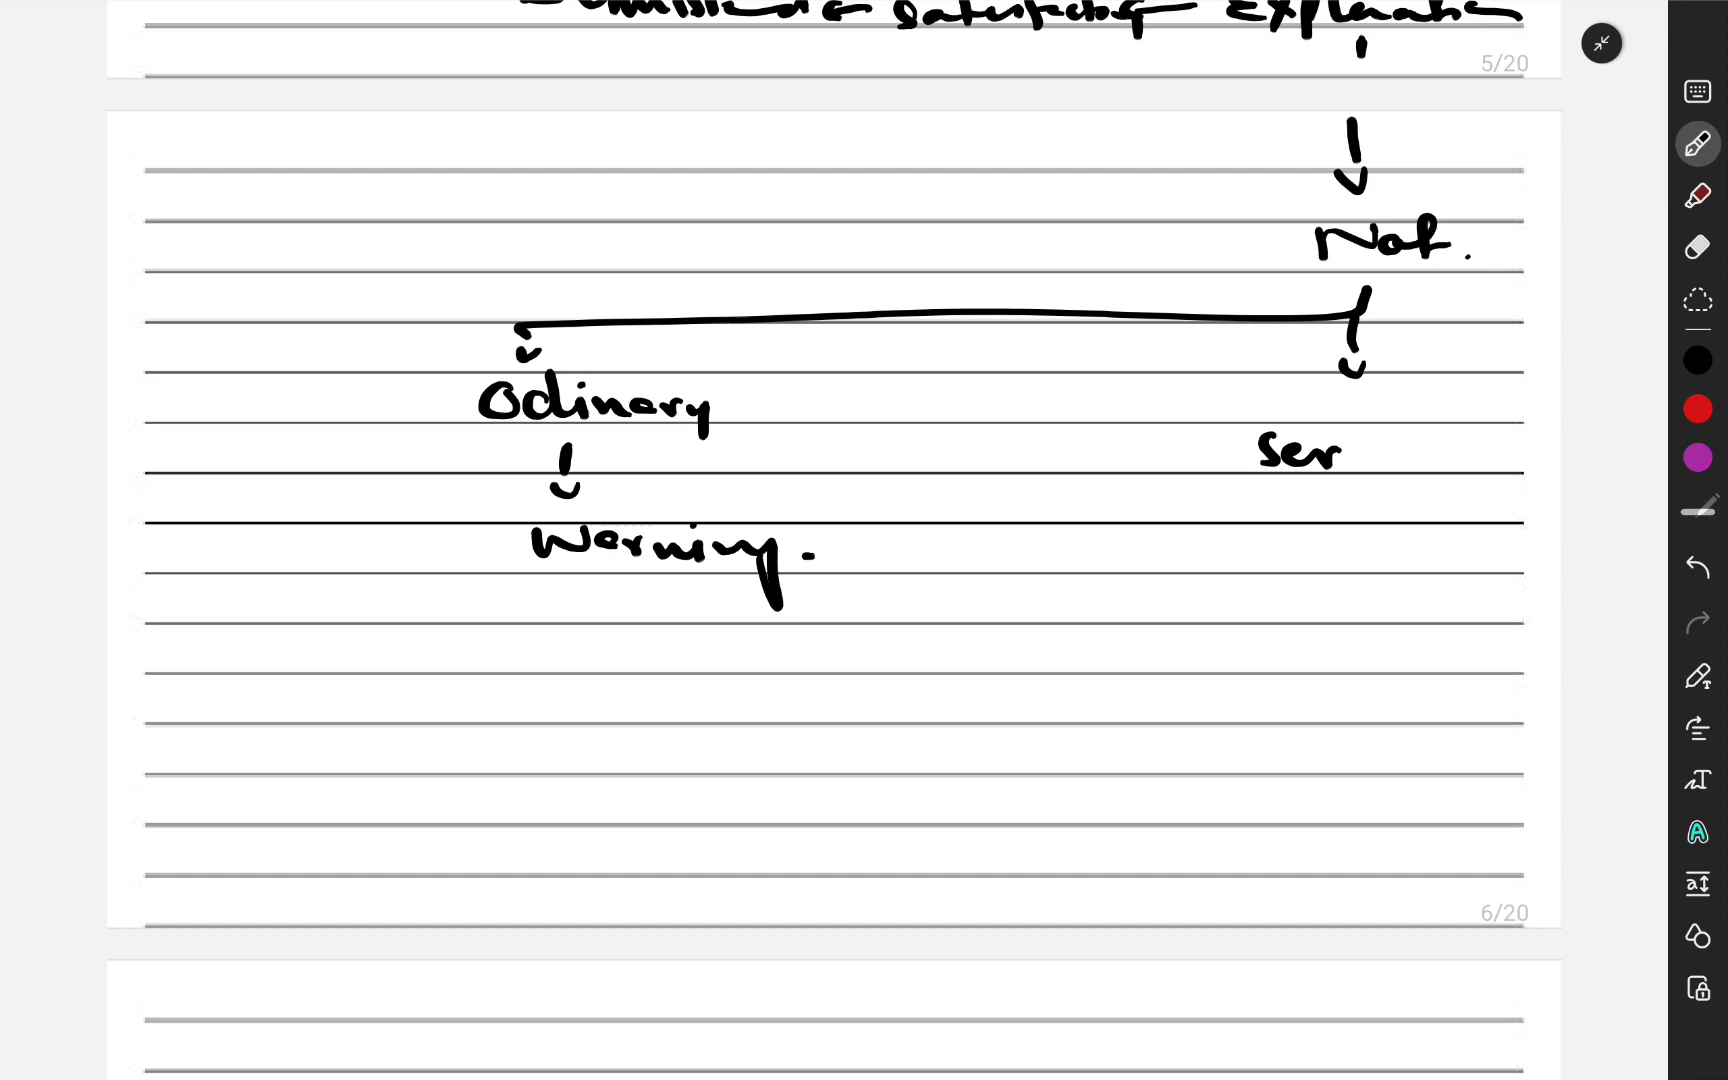 Satisfactory Explanation
5/20
Not.
Odinary
Ser
Warning.
6/20